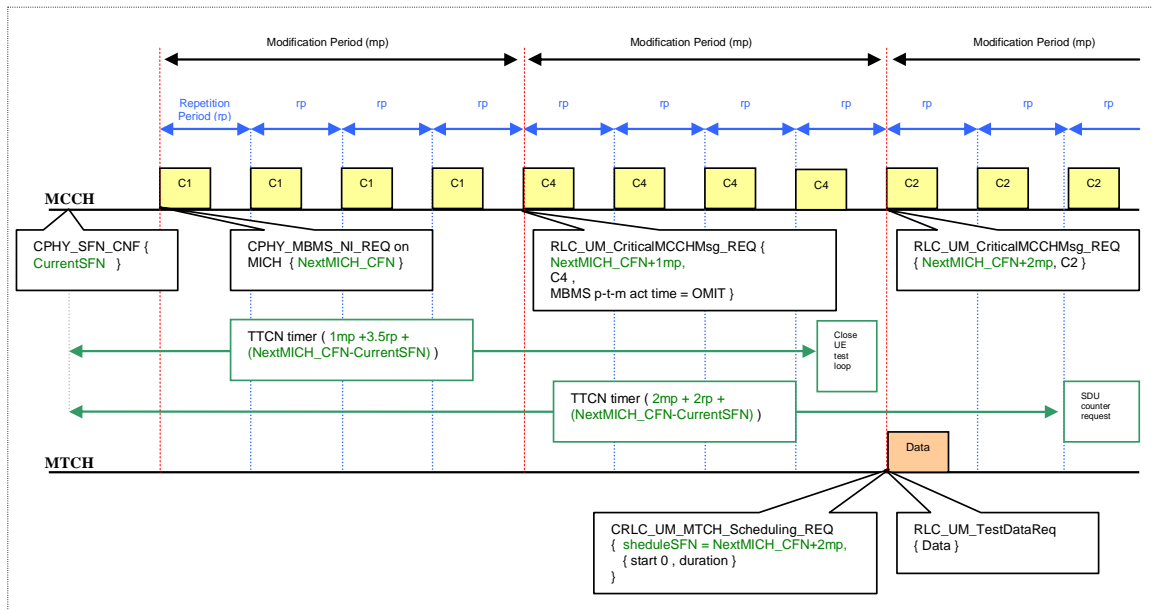 Modification Period (mp)
Modification Period (mp)
Modification Period (mp)
Repetition
Period (rp)
rp
rp
rp
rp
rp
rp
rp
rp
rp
rp
C1
C1
C1
C1
C4
C4
C4
C4
C2
C2
C2
MCCH
CPHY_SFN_CNF {
CurrentSFN }
CPHY_MBMS_NI_REQ on
MICH { NextMICH_CFN }
RLC_UM_CriticalMCCHMsg_REQ {
NextMICH_CFN+1mp,
C4 ,
MBMS p-t-m act time = OMIT }
RLC_UM_CriticalMCCHMsg_REQ
{ NextMICH_CFN+2mp, C2 }
TTCN timer ( 1mp +3.5rp +
(NextMICH_CFN-CurrentSFN) )
Close
UE
test
loop
TTCN timer ( 2mp + 2rp +
(NextMICH_CFN-CurrentSFN) )
SDU
counter
request
Data
MTCH
CRLC_UM_MTCH_Scheduling_REQ
{ sheduleSFN = NextMICH_CFN+2mp,
{ start 0 , duration }
}
RLC_UM_TestDataReq
{ Data }